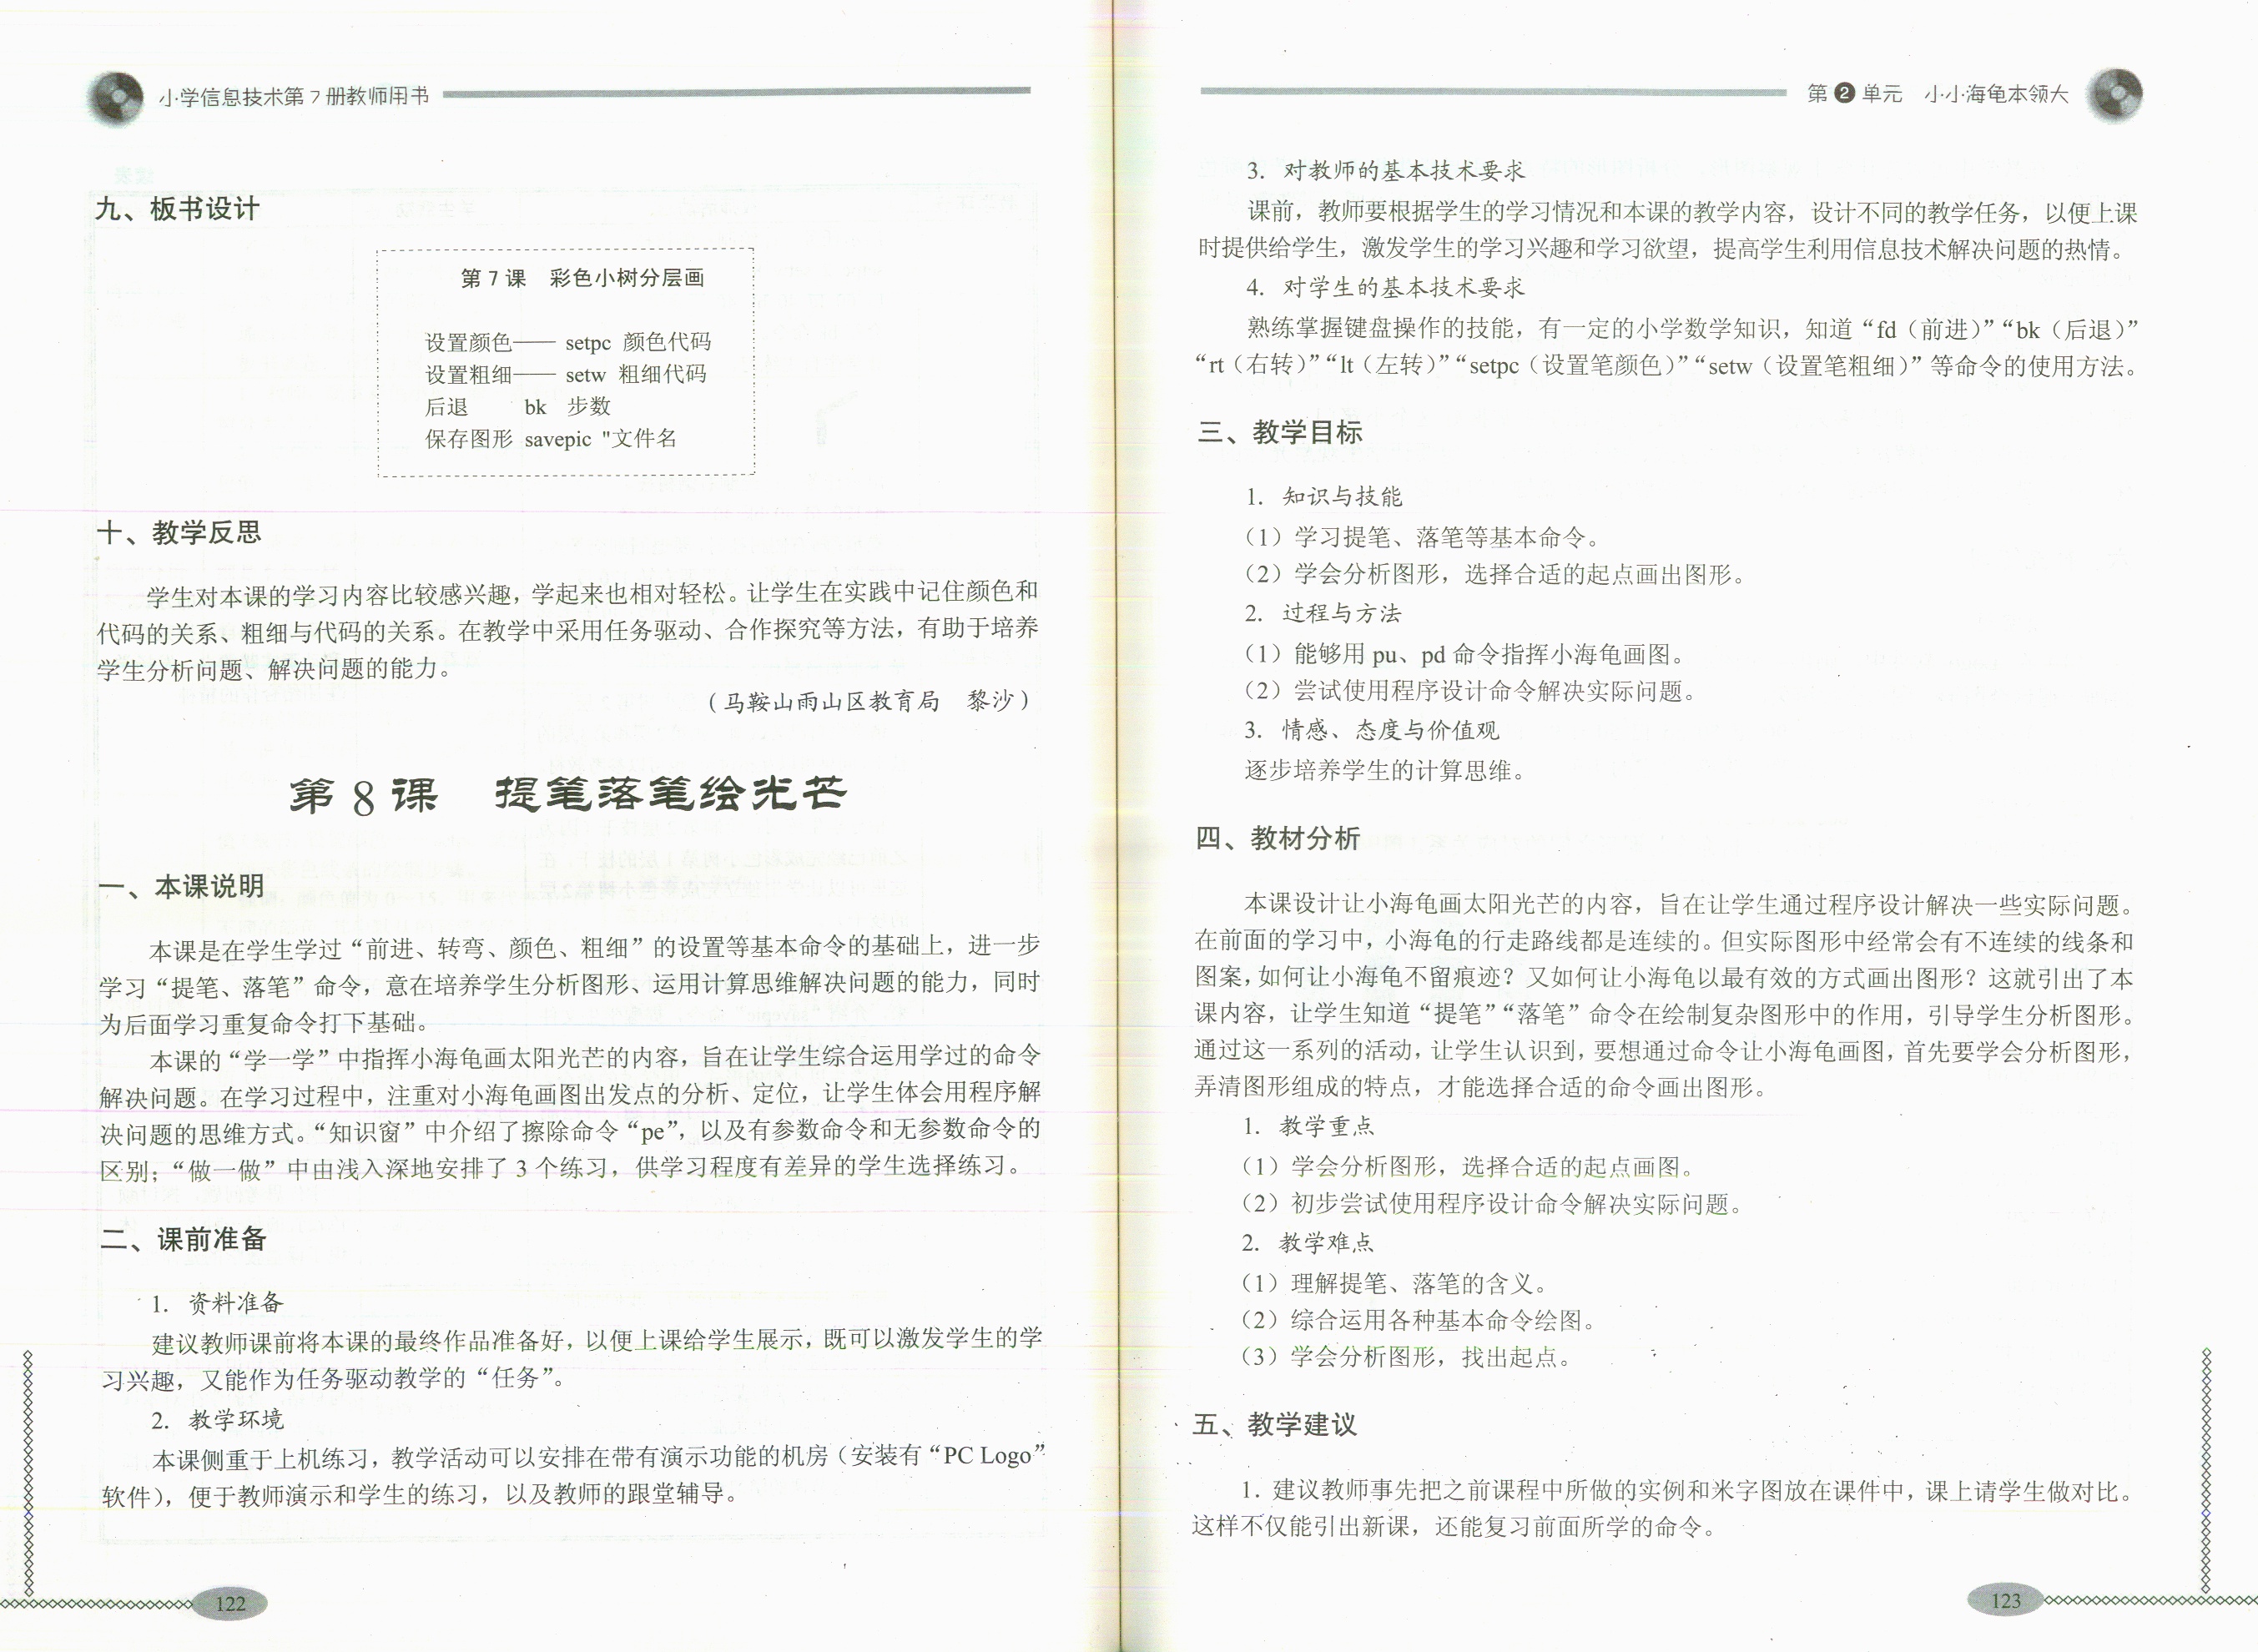 小学信息技术第7册教师用书
九、板书设计
第7课　彩色小树分层画
设置颜色—— setpc 颜色代码
设置粗细—— setw 粗细代码
后退　　bk 步数
保存图形 savepic "文件名
十、教学反思
学生对本课的学习内容比较感兴趣，学起来也相对轻松。让学生在实践中记住颜色和
代码的关系、粗细与代码的关系。在教学中采用任务驱动、合作探究等方法，有助于培养
学生分析问题、解决问题的能力。
（马鞍山雨山区教育局　黎沙）
第8课　提笔落笔绘光芒
一、本课说明
本课是在学生学过“前进、转弯、颜色、粗细”的设置等基本命令的基础上，进一步
学习“提笔、落笔”命令，意在培养学生分析图形、运用计算思维解决问题的能力，同时
为后面学习重复命令打下基础。
本课的“学一学”中指挥小海龟画太阳光芒的内容，旨在让学生综合运用学过的命令
解决问题。在学习过程中，注重对小海龟画图出发点的分析、定位，让学生体会用程序解
决问题的思维方式。“知识窗”中介绍了擦除命令“pe”，以及有参数命令和无参数命令的
区别；“做一做”中由浅入深地安排了3个练习，供学习程度有差异的学生选择练习。
二、课前准备
1. 资料准备
建议教师课前将本课的最终作品准备好，以便上课给学生展示，既可以激发学生的学
习兴趣，又能作为任务驱动教学的“任务”。
2. 教学环境
本课侧重于上机练习，教学活动可以安排在带有演示功能的机房（安装有“PC Logo”
软件），便于教师演示和学生的练习，以及教师的跟堂辅导。
122
第2单元　小小海龟本领大
3. 对教师的基本技术要求
课前，教师要根据学生的学习情况和本课的教学内容，设计不同的教学任务，以便上课
时提供给学生，激发学生的学习兴趣和学习欲望，提高学生利用信息技术解决问题的热情。
4. 对学生的基本技术要求
熟练掌握键盘操作的技能，有一定的小学数学知识，知道“fd（前进）”“bk（后退）”
“rt（右转）”“lt（左转）”“setpc（设置笔颜色）”“setw（设置笔粗细）”等命令的使用方法。
三、教学目标
1. 知识与技能
（1）学习提笔、落笔等基本命令。
（2）学会分析图形，选择合适的起点画出图形。
2. 过程与方法
（1）能够用 pu、pd 命令指挥小海龟画图。
（2）尝试使用程序设计命令解决实际问题。
3. 情感、态度与价值观
逐步培养学生的计算思维。
四、教材分析
本课设计让小海龟画太阳光芒的内容，旨在让学生通过程序设计解决一些实际问题。
在前面的学习中，小海龟的行走路线都是连续的。但实际图形中经常会有不连续的线条和
图案，如何让小海龟不留痕迹？又如何让小海龟以最有效的方式画出图形？这就引出了本
课内容，让学生知道“提笔”“落笔”命令在绘制复杂图形中的作用，引导学生分析图形。
通过这一系列的活动，让学生认识到，要想通过命令让小海龟画图，首先要学会分析图形，
弄清图形组成的特点，才能选择合适的命令画出图形。
1. 教学重点
（1）学会分析图形，选择合适的起点画图。
（2）初步尝试使用程序设计命令解决实际问题。
2. 教学难点
（1）理解提笔、落笔的含义。
（2）综合运用各种基本命令绘图。
（3）学会分析图形，找出起点。
五、教学建议
1. 建议教师事先把之前课程中所做的实例和米字图放在课件中，课上请学生做对比。
这样不仅能引出新课，还能复习前面所学的命令。
123